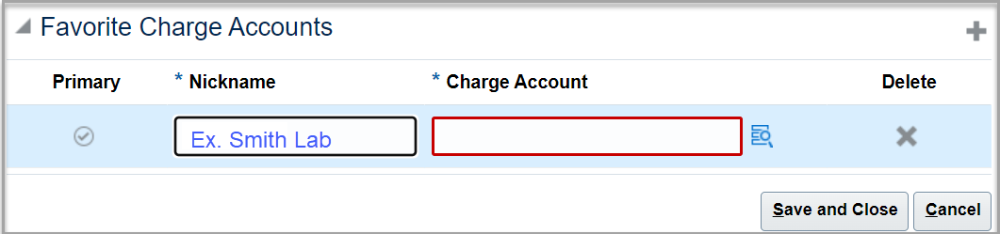 Favorite Charge Accounts
Primary * Nickname * Charge Account Delete
Ex. Smith Lab
Save and Close Cancel